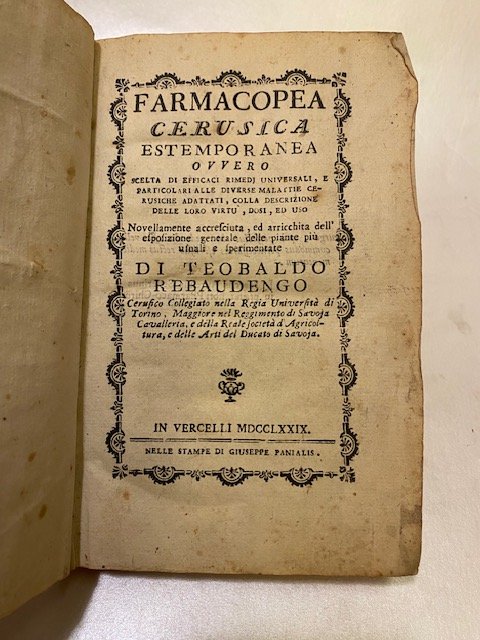 FARMACOPEA
CERUSICA
ESTEMPORANEA
OVVERO
SCELTA DI EFFICACI RIMEDJ UNIVERSALI, E
PARTICOLARI ALLE DIVERSE MALATTIE CE-
RUSICHE ADATTATI, COLLA DESCRIZIONE
DELLE LORO VIRTU, DOSI, ED USO
Novellamente accreſciuta, ed arricchita dell'
eſpoſizione generale delle piante più
uſuali e ſperimentate
DI TEOBALDO
REBAUDENGO
Ceruſico Collegiato nella Regia Univerſità di
Torino, Maggiore nel Reggimento di Savoja
Cavalleria, e della Reale ſocietà d'Agricol-
tura, e delle Arti del Ducato di Savoja.
IN VERCELLI MDCCLXXIX.
NELLE STAMPE DI GIUSEPPE PANIALIS.